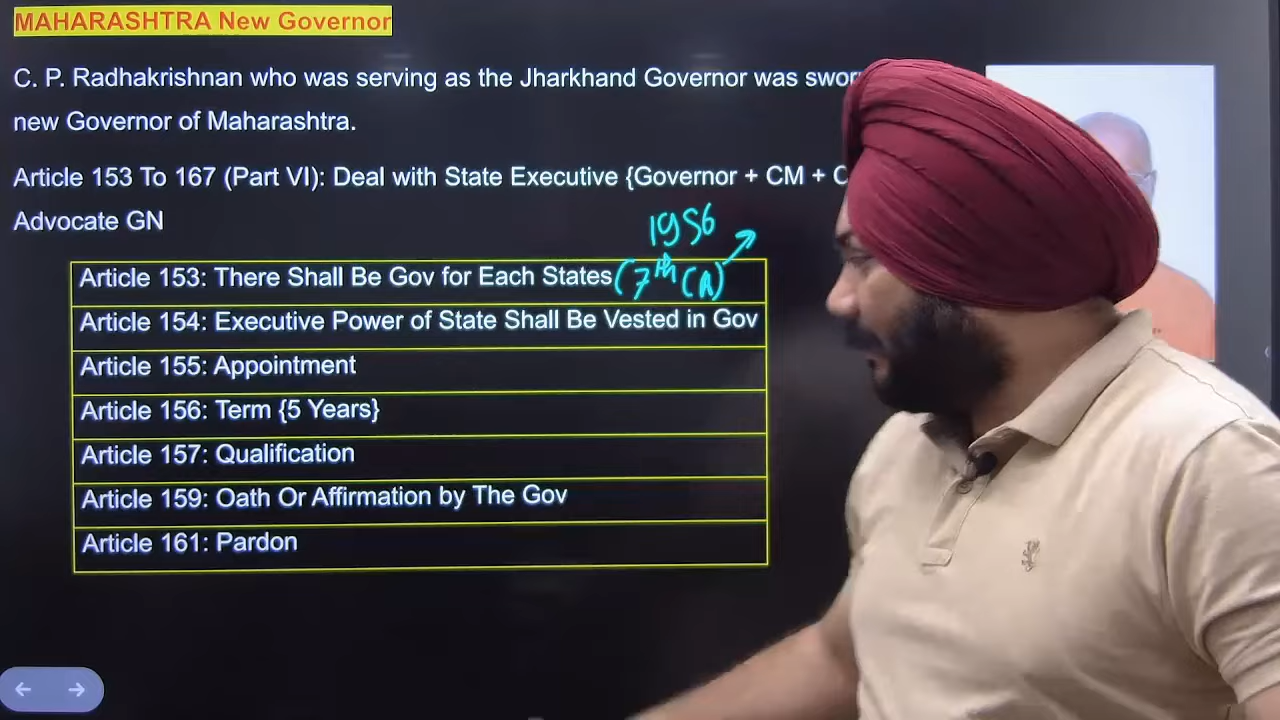 MAHARASHTRA New Governor
C. P. Radhakrishnan who was serving as the Jharkhand Governor was swor
new Governor of Maharashtra.
Article 153 To 167 (Part VI): Deal with State Executive {Governor + CM + C
Advocate GN
1956
Article 153: There Shall Be Gov for Each States (7th CA)
Article 154: Executive Power of State Shall Be Vested in Gov
Article 155: Appointment
Article 156: Term {5 Years}
Article 157: Qualification
Article 159: Oath Or Affirmation by The Gov
Article 161: Pardon